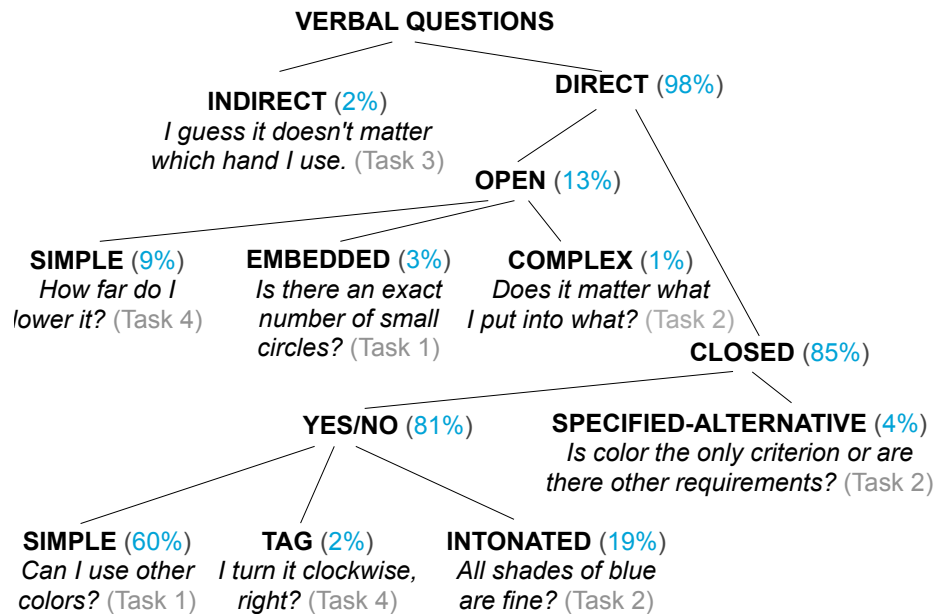 VERBAL QUESTIONS
INDIRECT (2%)
I guess it doesn't matter
which hand I use. (Task 3)
DIRECT (98%)
OPEN (13%)
SIMPLE (9%)
How far do I
lower it? (Task 4)
EMBEDDED (3%)
Is there an exact
number of small
circles? (Task 1)
COMPLEX (1%)
Does it matter what
I put into what? (Task 2)
CLOSED (85%)
YES/NO (81%)
SPECIFIED-ALTERNATIVE (4%)
Is color the only criterion or are
there other requirements? (Task 2)
SIMPLE (60%)
Can I use other
colors? (Task 1)
TAG (2%)
I turn it clockwise,
right? (Task 4)
INTONATED (19%)
All shades of blue
are fine? (Task 2)